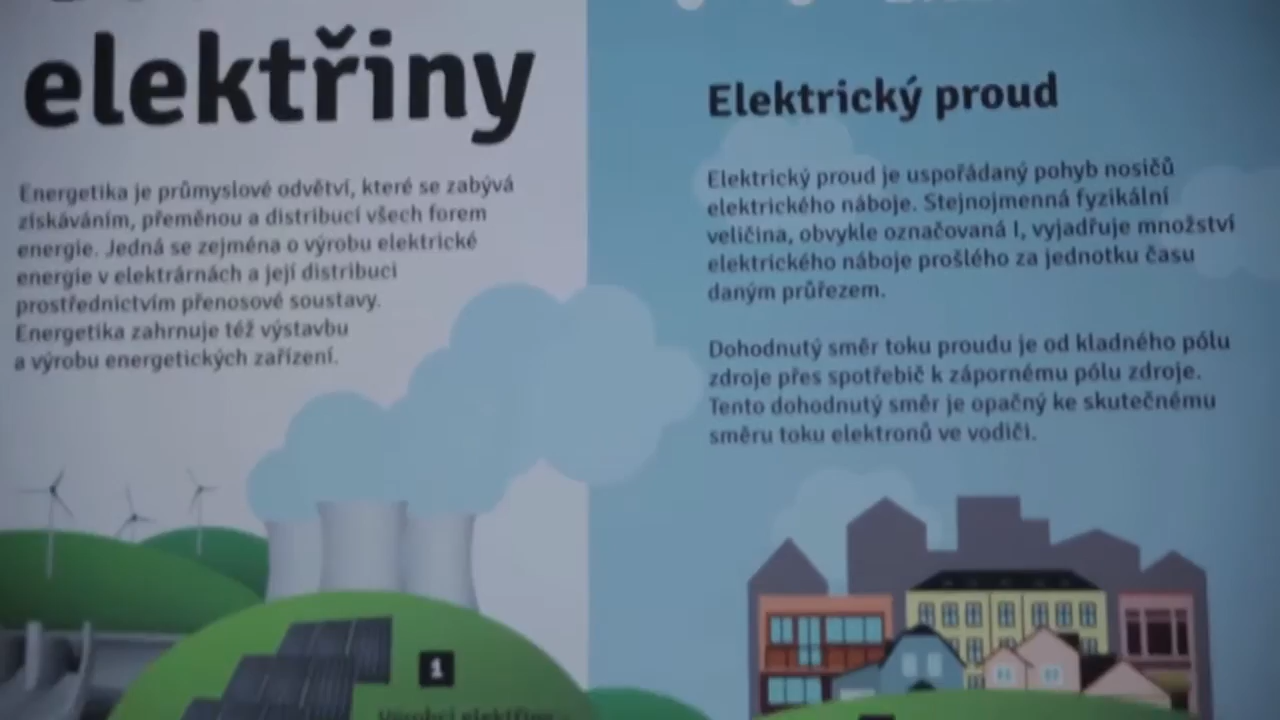 elektřiny
Energetika je průmyslové odvětví, které se zabývá
získáváním, přeměnou a distribucí všech forem
energie. Jedná se zejména o výrobu elektrické
energie v elektrárnách a její distribuci
prostřednictvím přenosové soustavy.
Energetika zahrnuje též výstavbu
a výrobu energetických zařízení.
1
Výrobci elektřiny
Elektrický proud
Elektrický proud je uspořádaný pohyb nosičů
elektrického náboje. Stejnojmenná fyzikální
veličina, obvykle označovaná I, vyjadřuje množství
elektrického náboje prošlého za jednotku času
daným průřezem.
Dohodnutý směr toku proudu je od kladného pólu
zdroje přes spotřebič k zápornému pólu zdroje.
Tento dohodnutý směr je opačný ke skutečnému
směru toku elektronů ve vodiči.